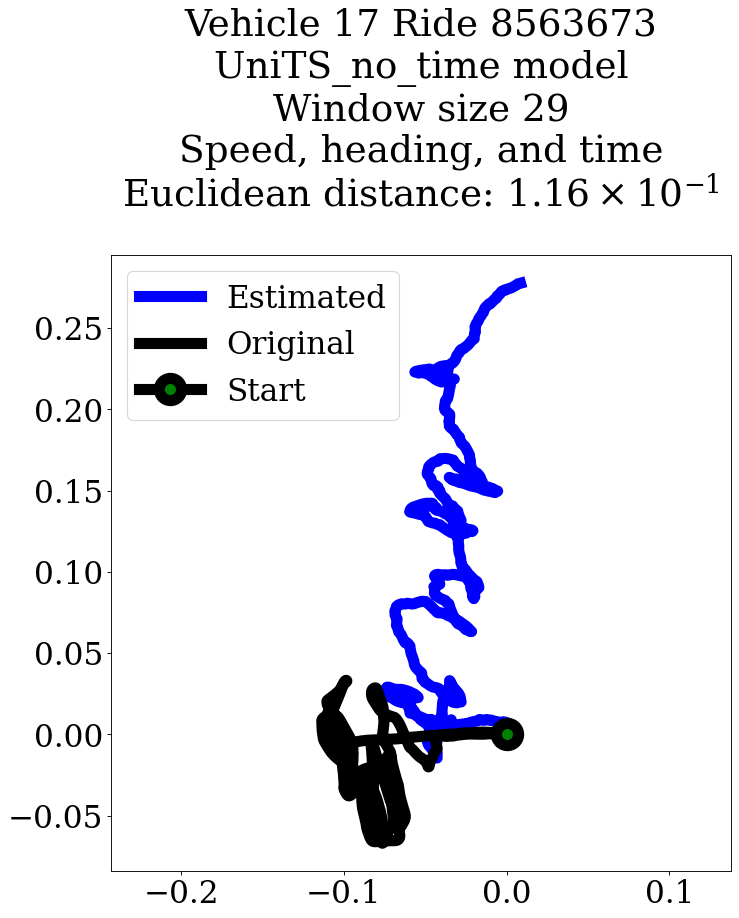 Vehicle 17 Ride 8563673
UniTS_no_time model
Window size 29
Speed, heading, and time
Euclidean distance: 1.16 × 10⁻¹
Estimated
Original
Start
0.25
0.20
0.15
0.10
0.05
0.00
−0.05
−0.2
−0.1
0.0
0.1